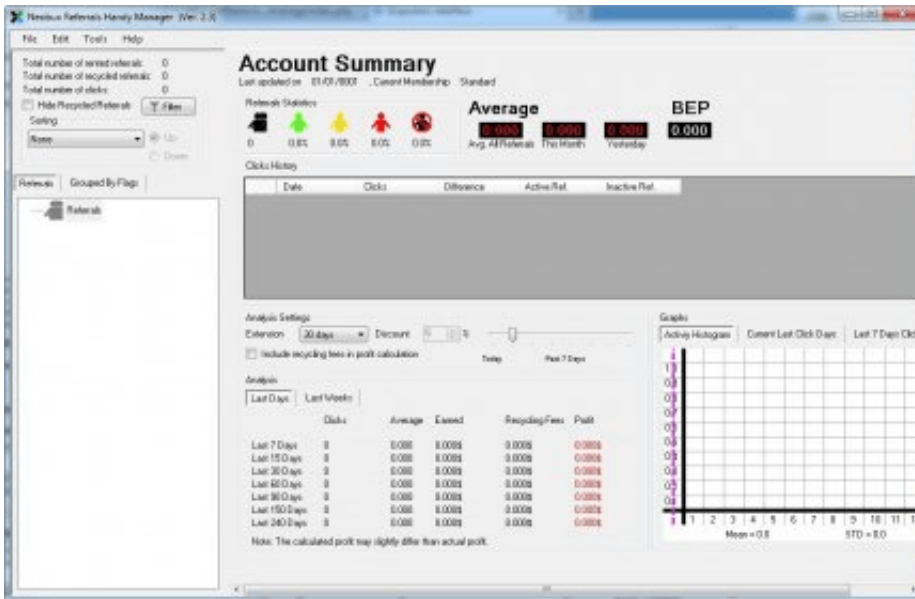 Neobux Referrals Handy Manager (Ver. 2.3)
File Edit Tools Help
Total number of rented referrals: 0
Total number of recycled referrals: 0
Total number of clicks: 0
Hide Recycled Referrals Filter
Sorting
None Up
Down
Referrals Grouped By Flags
Referrals
Account Summary
Last updated on 01/01/0001 , Current Membership Standard
Referrals Statistics
0 0.0% 0.0% 0.0% 0.0%
Average BEP
0.000 0.000 0.000 0.000
Avg. All Referrals This Month Yesterday
Clicks History
Date Clicks Difference Active Ref. Inactive Ref.
Analysis Settings
Extension 30 days Discount %
Include recycling fees in profit calculation
Today Past 7 Days
Analysis
Last Days Last Weeks
Clicks Average Earned Recycling Fees Profit
Last 7 Days 0 0.000 0.000$ 0.000$ 0.000$
Last 15 Days 0 0.000 0.000$ 0.000$ 0.000$
Last 30 Days 0 0.000 0.000$ 0.000$ 0.000$
Last 60 Days 0 0.000 0.000$ 0.000$ 0.000$
Last 90 Days 0 0.000 0.000$ 0.000$ 0.000$
Last 150 Days 0 0.000 0.000$ 0.000$ 0.000$
Last 240 Days 0 0.000 0.000$ 0.000$ 0.000$
Note: The calculated profit may slightly differ than actual profit.
Graphs
Activity Histogram Current Last Click Days Last 7 Days Clic
1 2 3 4 5 6 7 8 9 10 11 1
Mean = 0.0 STD = 0.0